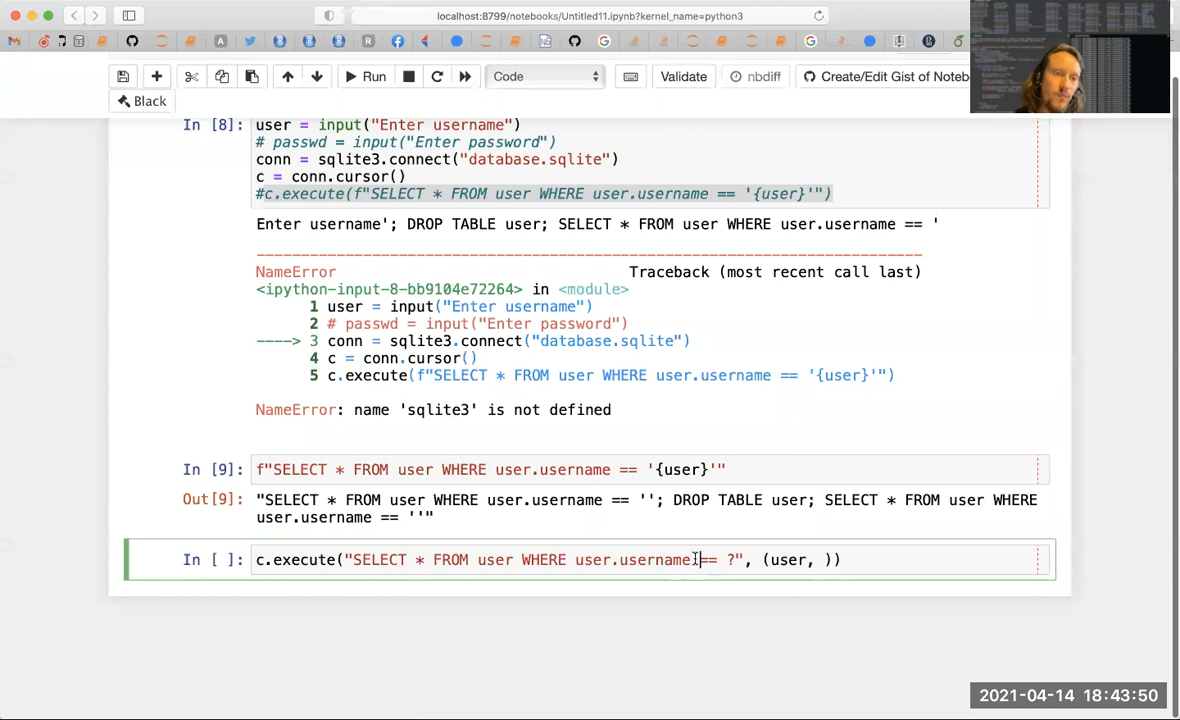 localhost:8799/notebooks/Untitled11.ipynb?kernel_name=python3
Run
Code
Validate
nbdiff
Create/Edit Gist of Noteb
Black
In [8]: user = input("Enter username")
# passwd = input("Enter password")
conn = sqlite3.connect("database.sqlite")
c = conn.cursor()
#c.execute(f"SELECT * FROM user WHERE user.username == '{user}'")
Enter username'; DROP TABLE user; SELECT * FROM user WHERE user.username == '
NameError Traceback (most recent call last)
<ipython-input-8-bb9104e72264> in <module>
1 user = input("Enter username")
2 # passwd = input("Enter password")
----> 3 conn = sqlite3.connect("database.sqlite")
4 c = conn.cursor()
5 c.execute(f"SELECT * FROM user WHERE user.username == '{user}'")
NameError: name 'sqlite3' is not defined
In [9]: f"SELECT * FROM user WHERE user.username == '{user}'"
Out[9]: "SELECT * FROM user WHERE user.username == ''; DROP TABLE user; SELECT * FROM user WHERE
user.username == ''"
In [ ]: c.execute("SELECT * FROM user WHERE user.username == ?", (user, ))
2021-04-14 18:43:50